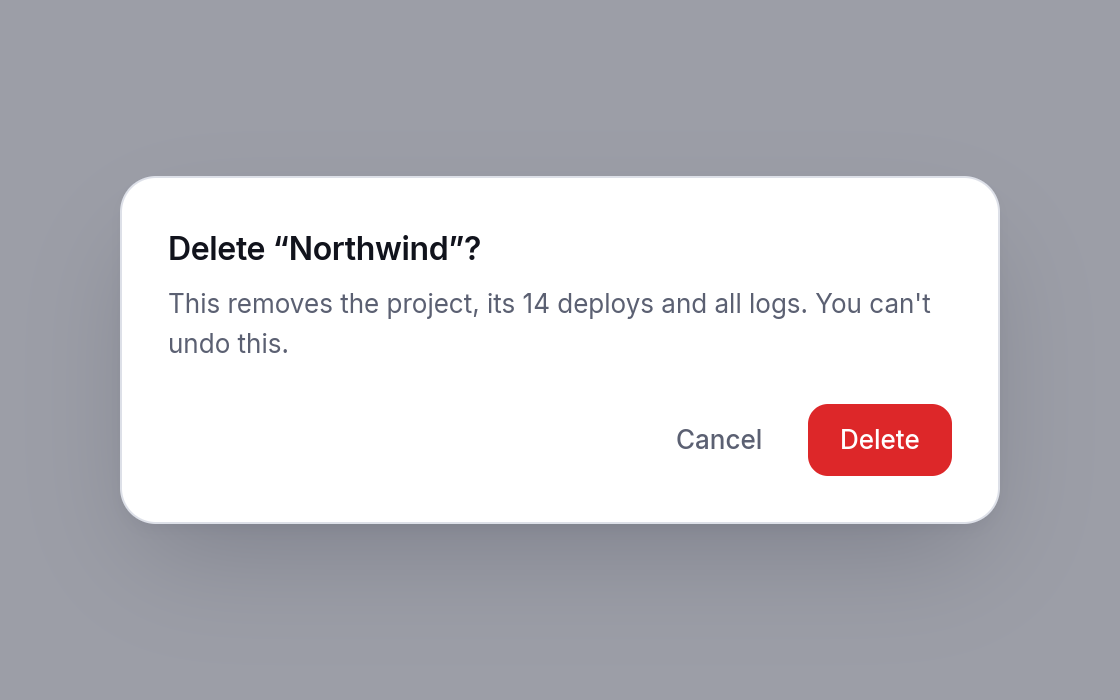 Delete “Northwind”?
This removes the project, its 14 deploys and all logs. You can't
undo this.
Cancel
Delete